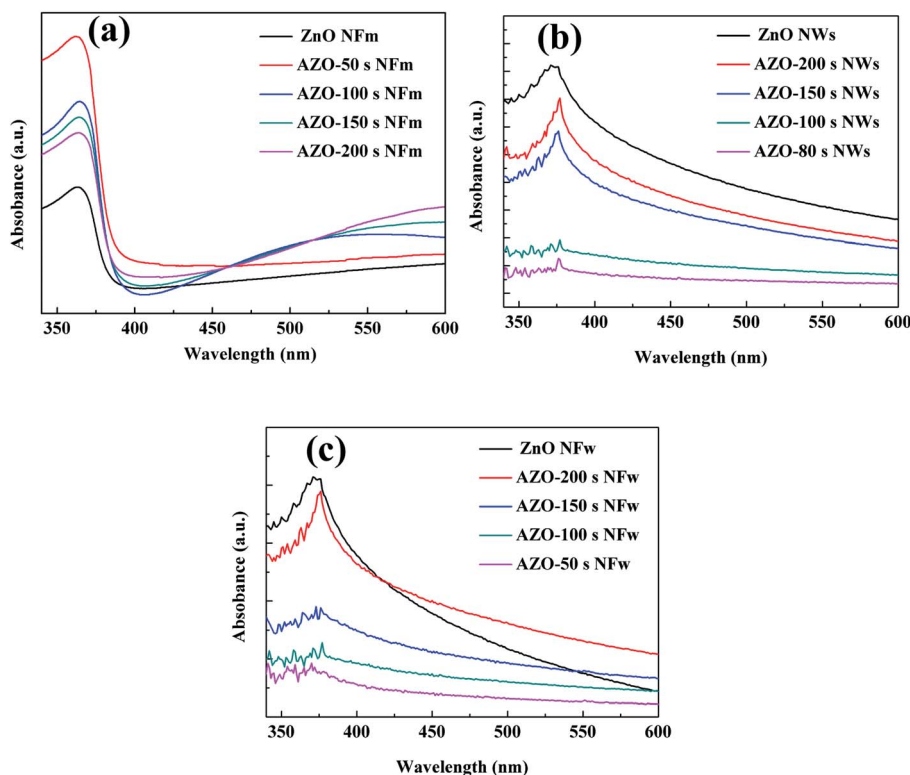 (a)
ZnO NFm
AZO-50 s NFm
AZO-100 s NFm
AZO-150 s NFm
AZO-200 s NFm
Absobance (a.u.)
350 400 450 500 550 600
Wavelength (nm)
(b)
ZnO NWs
AZO-200 s NWs
AZO-150 s NWs
AZO-100 s NWs
AZO-80 s NWs
Absobance (a.u.)
350 400 450 500 550 600
Wavelength (nm)
(c)
ZnO NFw
AZO-200 s NFw
AZO-150 s NFw
AZO-100 s NFw
AZO-50 s NFw
Absobance (a.u.)
350 400 450 500 550 600
Wavelength (nm)